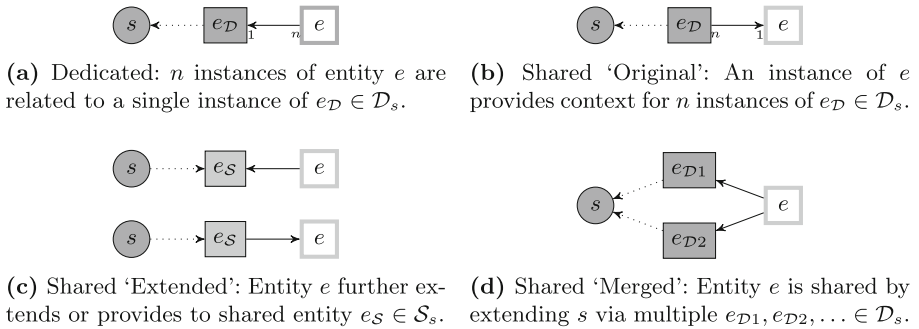 s e𝒟 1 n e
(a) Dedicated: n instances of entity e are
related to a single instance of e𝒟 ∈ 𝒟s.
s e𝒟 n 1 e
(b) Shared ‘Original’: An instance of e
provides context for n instances of e𝒟 ∈ 𝒟s.
s e𝒮 e
s e𝒮 e
(c) Shared ‘Extended’: Entity e further ex-
tends or provides to shared entity e𝒮 ∈ 𝒮s.
e𝒟1
s e
e𝒟2
(d) Shared ‘Merged’: Entity e is shared by
extending s via multiple e𝒟1, e𝒟2, ... ∈ 𝒟s.